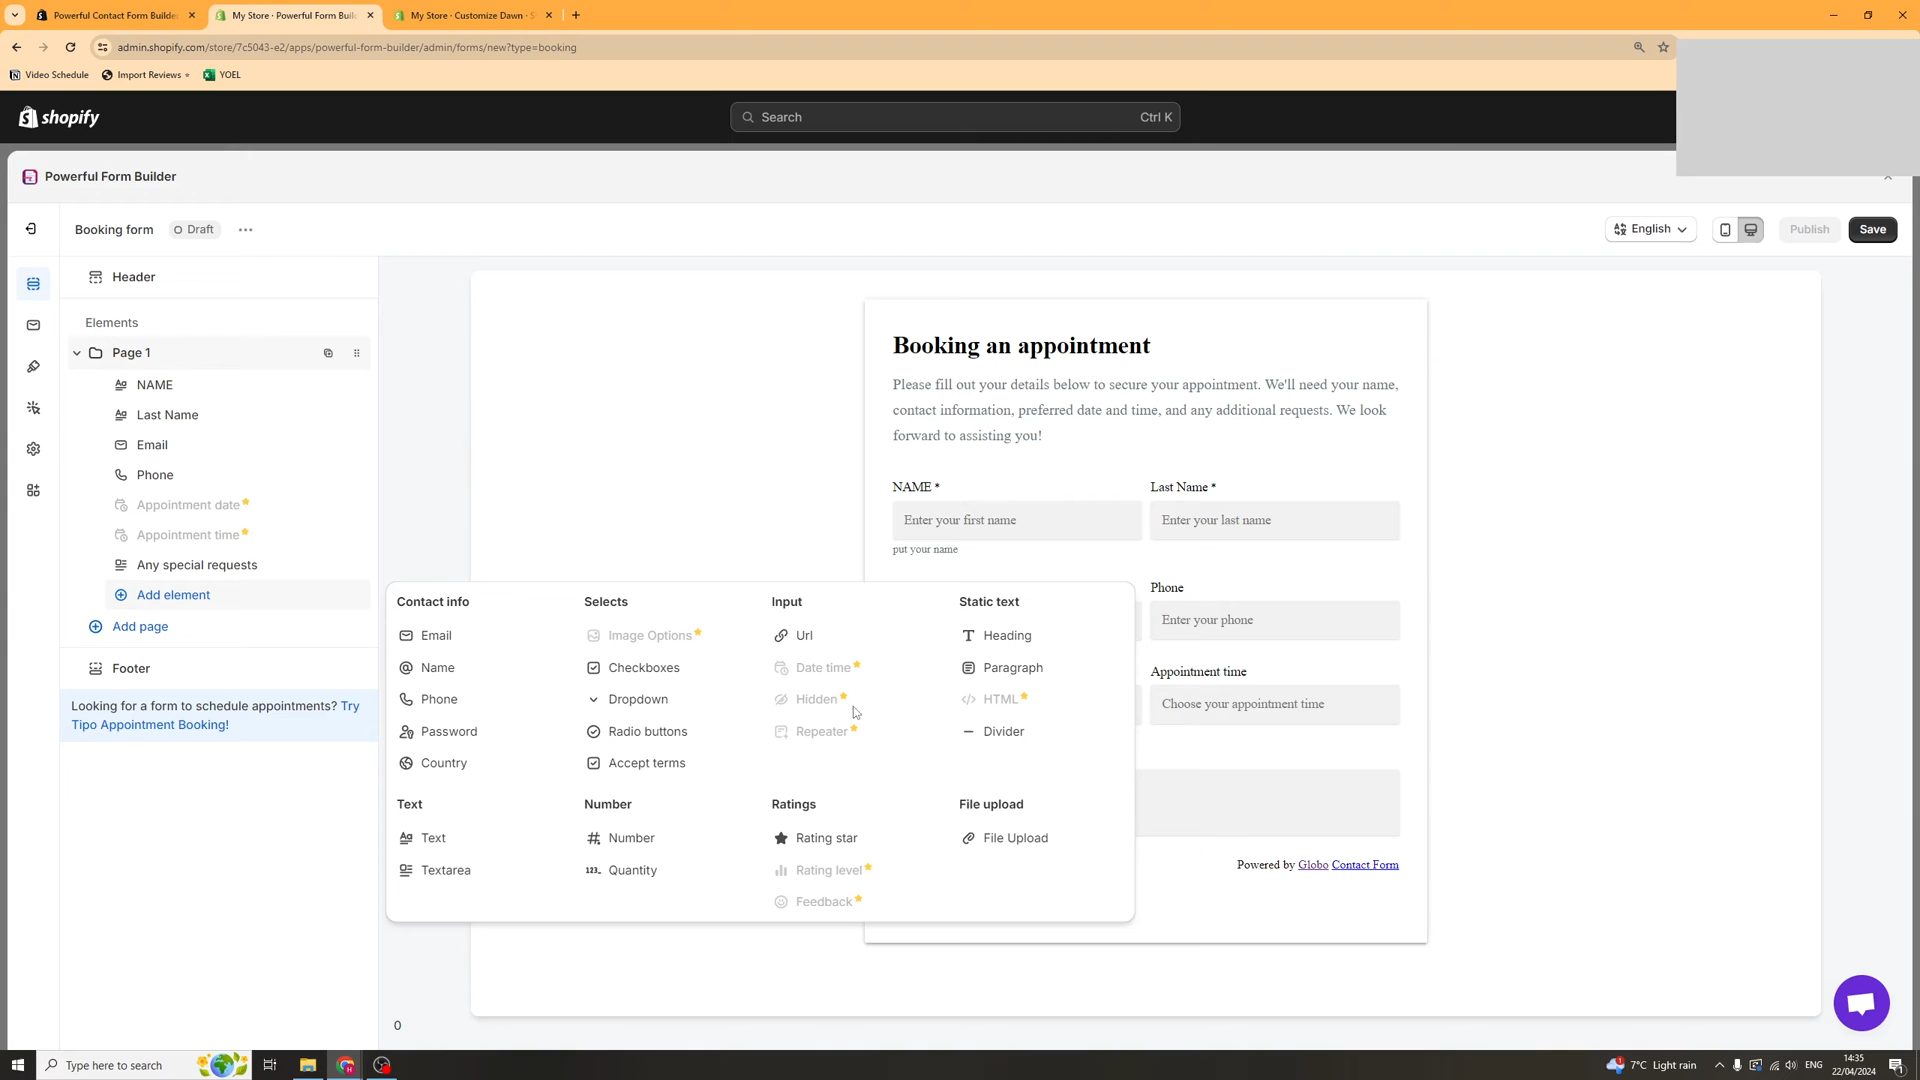 Powerful Contact Form Builder
My Store · Powerful Form Buil
My Store · Customize Dawn · S
admin.shopify.com/store/7c5043-e2/apps/powerful-form-builder/admin/forms/new?type=booking
Video Schedule
Import Reviews
YOEL
shopify
Search
Ctrl K
Powerful Form Builder
Booking form
Draft
English
Publish
Save
Header
Elements
Page 1
NAME
Last Name
Email
Phone
Appointment date
Appointment time
Any special requests
Add element
Add page
Footer
Looking for a form to schedule appointments? Try
Tipo Appointment Booking!
Contact info
Email
Name
Phone
Password
Country
Text
Text
Textarea
Selects
Image Options
Checkboxes
Dropdown
Radio buttons
Accept terms
Number
Number
123.. Quantity
Input
Url
Date time
Hidden
Repeater
Ratings
Rating star
Rating level
Feedback
Static text
Heading
Paragraph
HTML
Divider
File upload
File Upload
Booking an appointment
Please fill out your details below to secure your appointment. We'll need your name,
contact information, preferred date and time, and any additional requests. We look
forward to assisting you!
NAME *
Enter your first name
put your name
Last Name *
Enter your last name
Phone
Enter your phone
Appointment time
Choose your appointment time
Powered by Globo Contact Form
0
Type here to search
7°C Light rain
ENG
14:35
22/04/2024